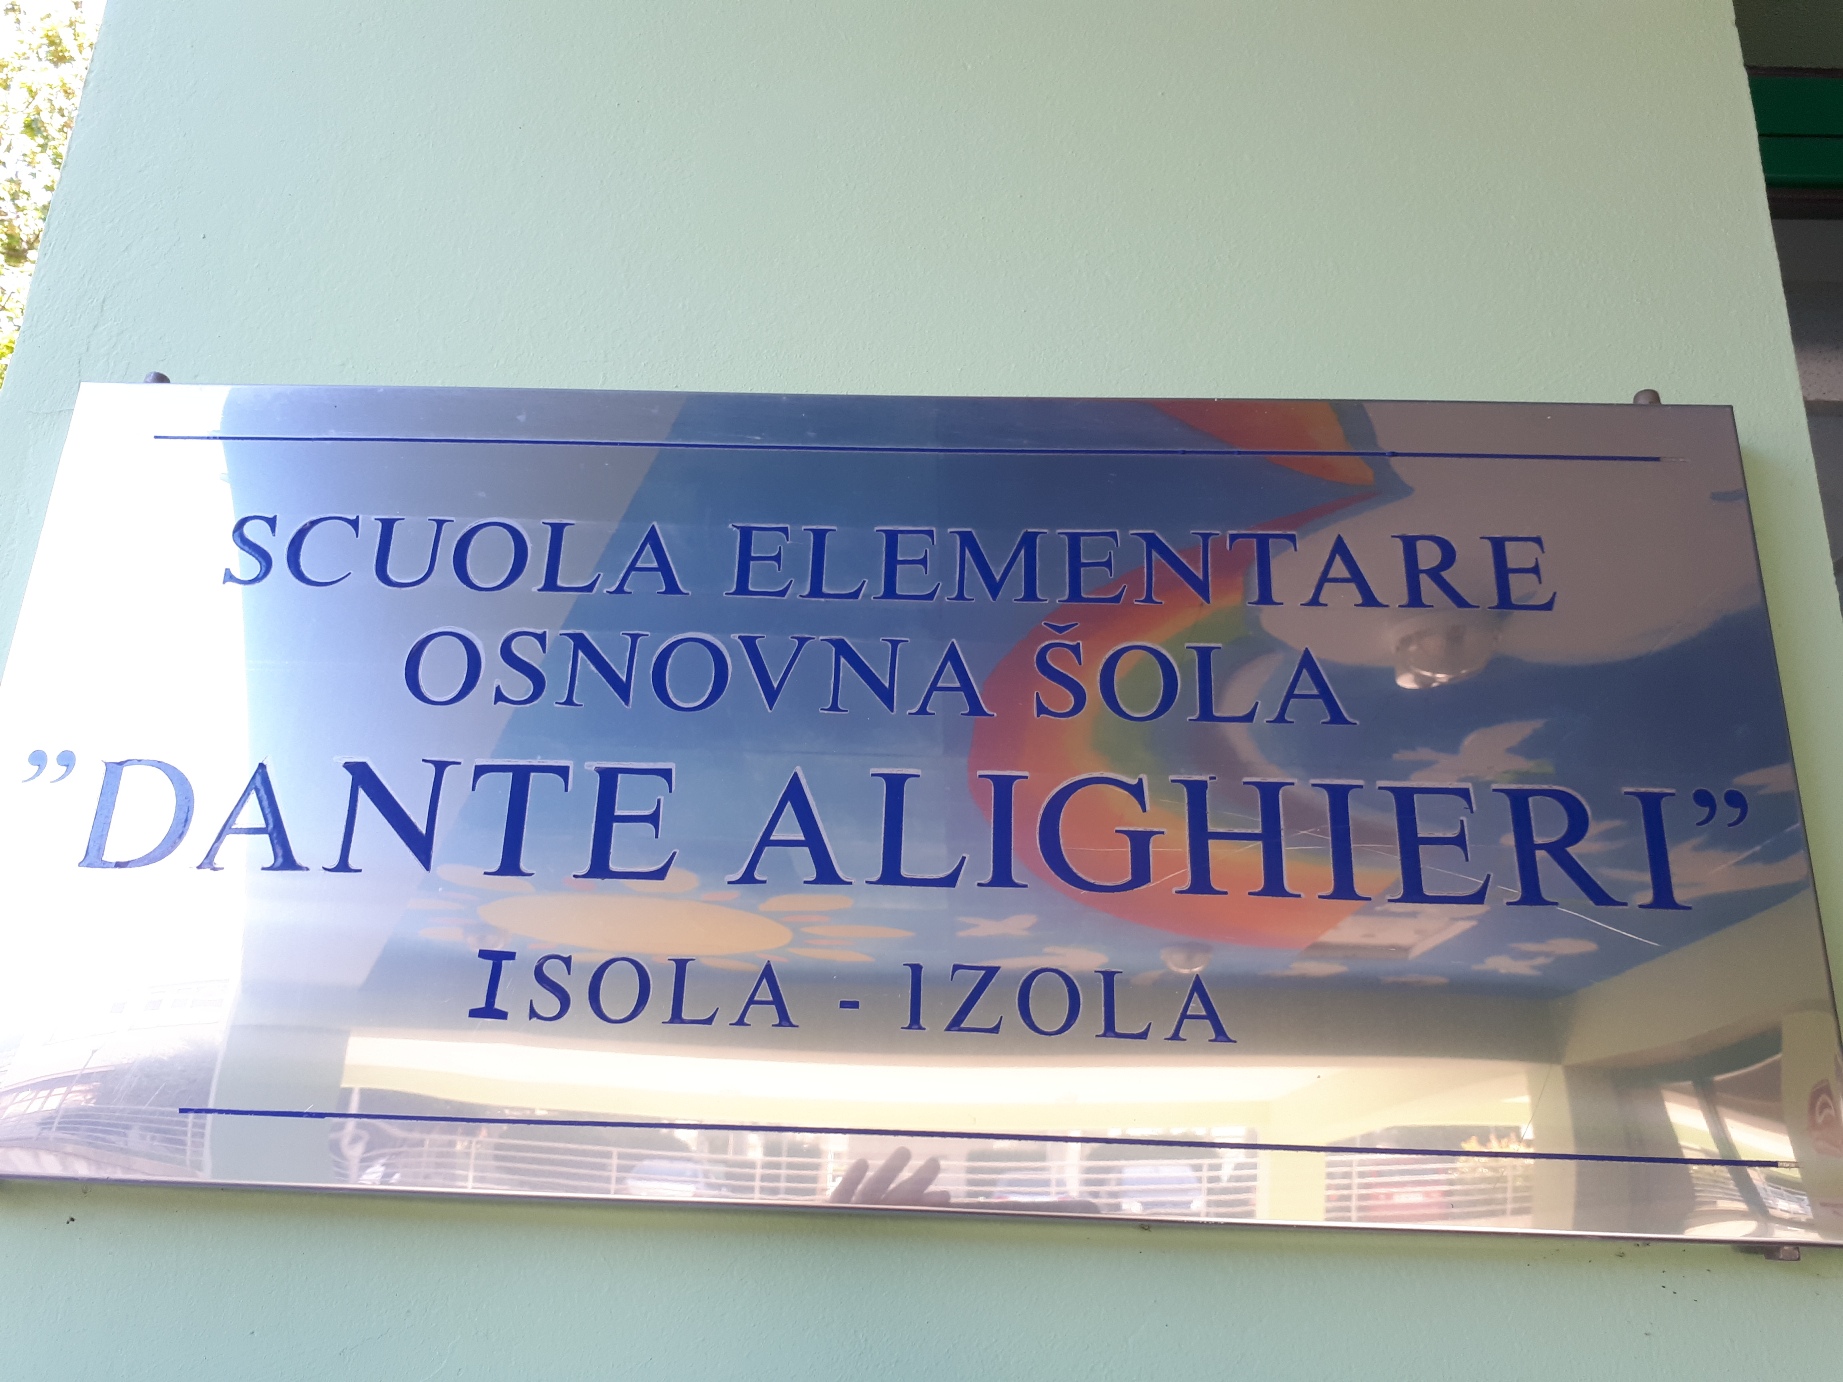 SCUOLA ELEMENTARE
OSNOVNA ŠOLA
”DANTE ALIGHIERI”
ISOLA - IZOLA